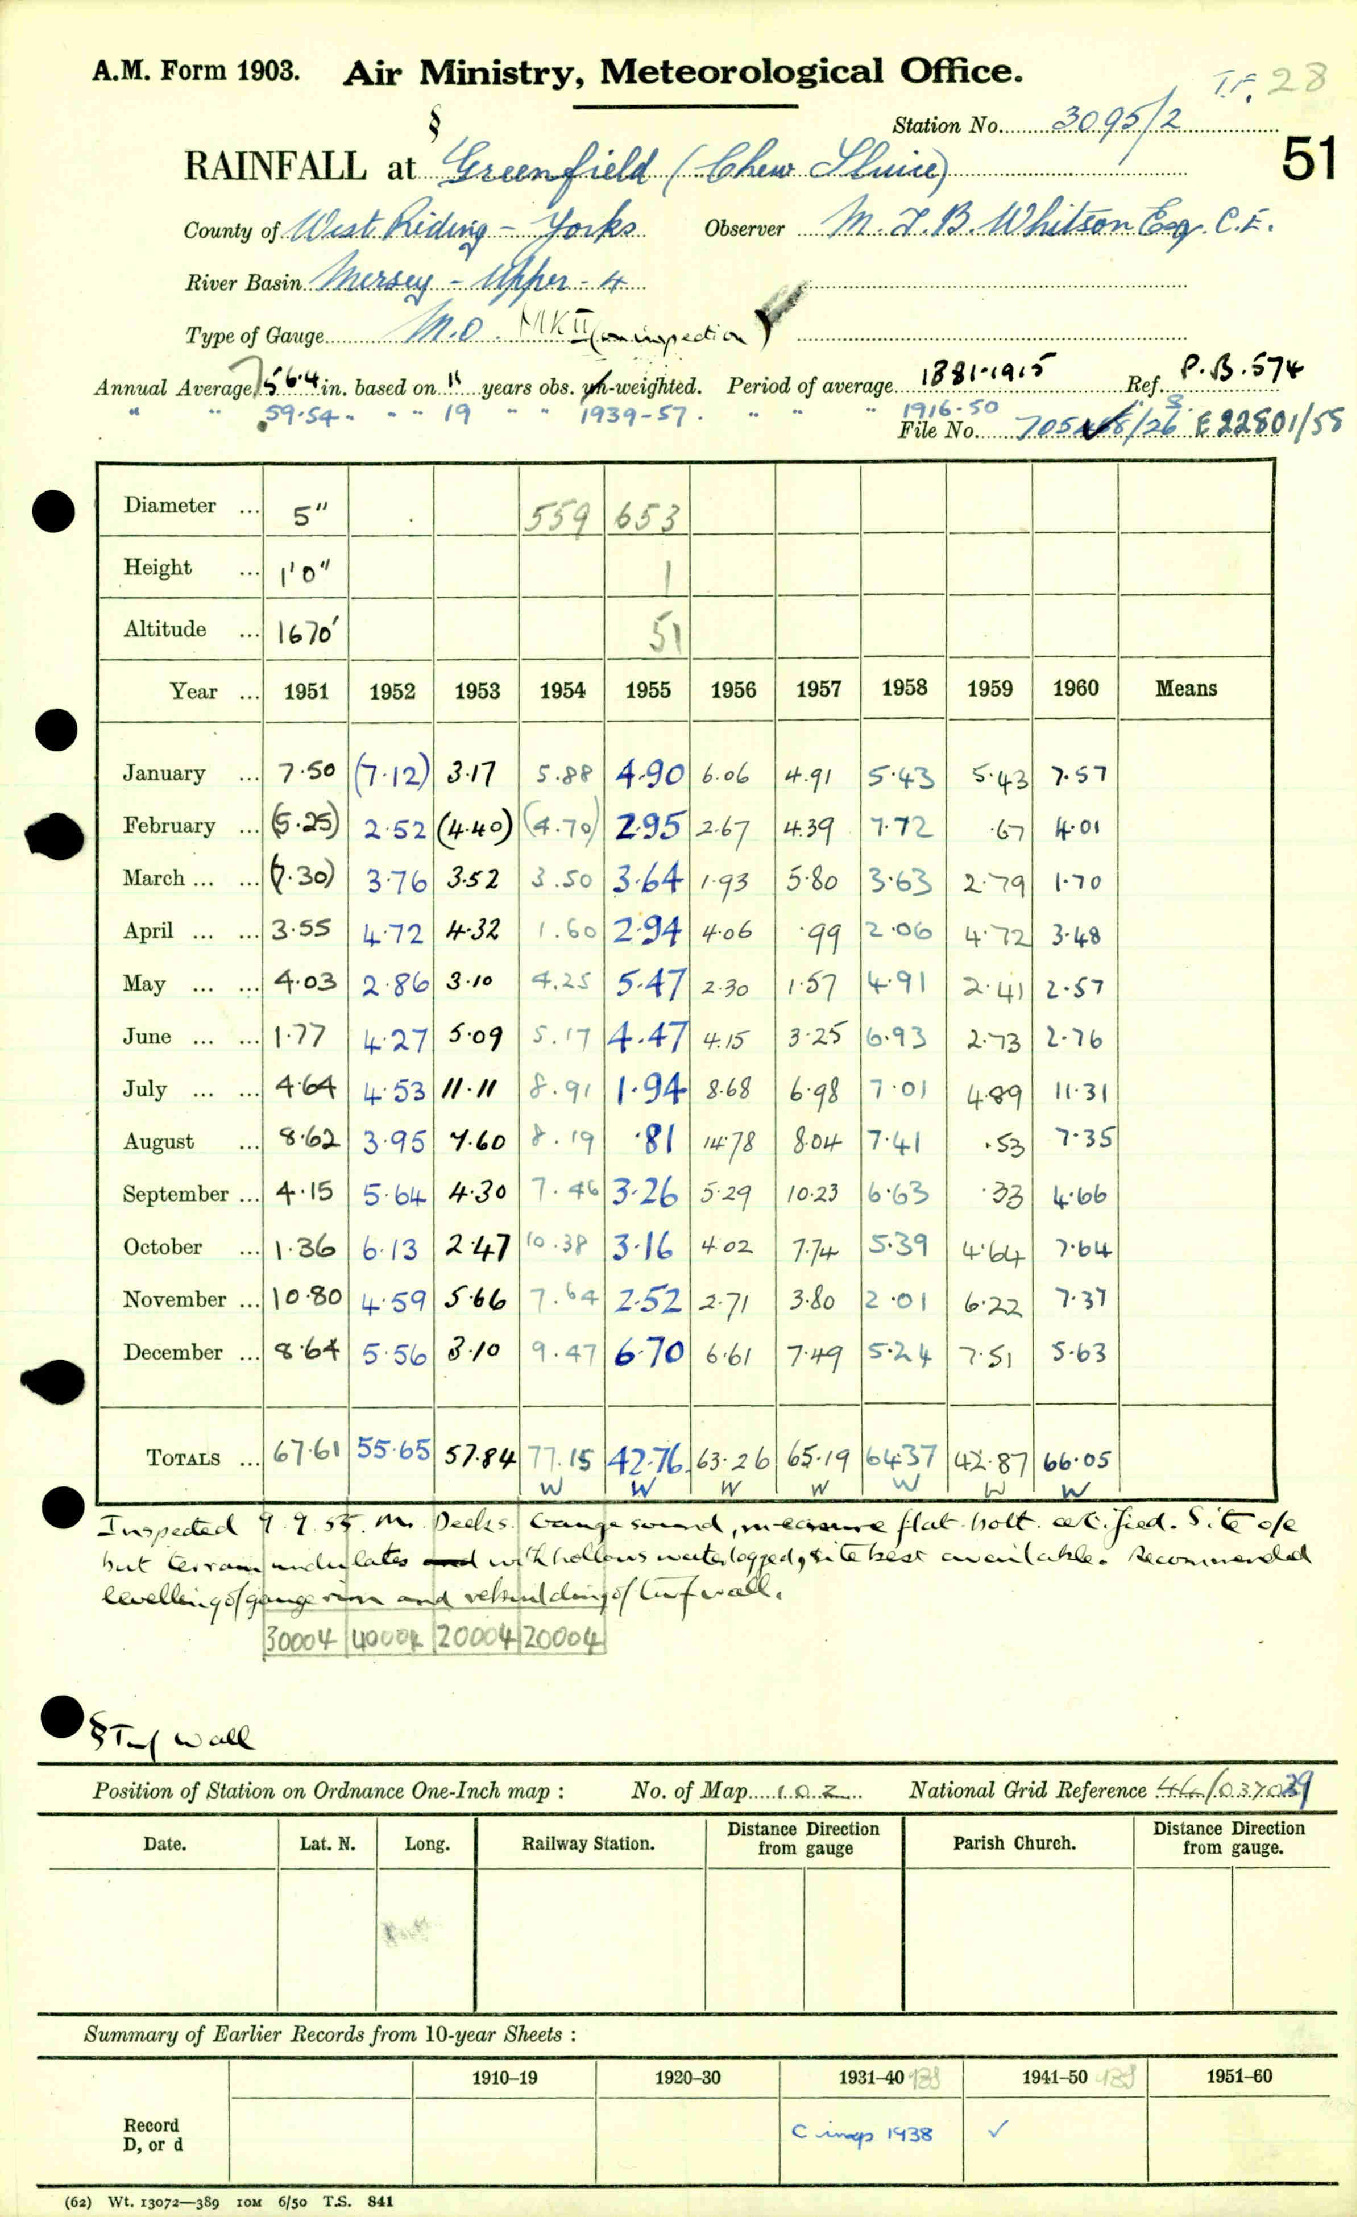 A.M. Form 1903. Air Ministry, Meteorological Office.
T.F. 28
Station No. 3095/2
51
§
RAINFALL at Greenfield (Chew Sluice)
County of West Riding - Yorks Observer M. T. B. Whitson Esq. C.E.
River Basin Mersey - Upper - 4
Type of Gauge M.O. MK II (on inspection)
Annual Average 56.4 in. based on 11 years obs. un-weighted. Period of average 1881-1915 Ref. P.B.574
" " 59.54 " " " 19 " " 1939-57. " " " 1916-50
File No. /26 E22801/58
Diameter ... 5" 559 653
Height ... 1'0" 1
Altitude ... 1670' 51
Year ... 1951 1952 1953 1954 1955 1956 1957 1958 1959 1960 Means
January ... 7.50 (7.12) 3.17 5.88 4.90 6.06 4.91 5.43 5.43 7.57
February ... (5.25) 2.52 (4.40) (4.70) 2.95 2.67 4.39 7.72 .67 4.01
March ... ... (7.30) 3.76 3.52 3.50 3.64 1.93 5.80 3.63 2.79 1.70
April ... ... 3.55 4.72 4.32 1.60 2.94 4.06 .99 2.06 4.72 3.48
May ... ... 4.03 2.86 3.10 4.25 5.47 2.30 1.57 4.91 2.41 2.57
June ... ... 1.77 4.27 5.09 5.17 4.47 4.15 3.25 6.93 2.73 2.76
July ... ... 4.64 4.53 11.11 8.91 1.94 8.68 6.98 7.01 4.89 11.31
August ... 8.62 3.95 7.60 8.19 .81 14.78 8.04 7.41 .53 7.35
September ... 4.15 5.64 4.30 7.46 3.26 5.29 10.23 6.63 .33 4.66
October ... 1.36 6.13 2.47 10.38 3.16 4.02 7.74 5.39 4.64 7.64
November ... 10.80 4.59 5.66 7.64 2.52 2.71 3.80 2.01 6.22 7.37
December ... 8.64 5.56 3.10 9.47 6.70 6.61 7.49 5.24 7.51 5.63
TOTALS ... 67.61 55.65 57.84 77.15 42.76 63.26 65.19 64.37 42.87 66.05
W W W W W W W
Inspected 9.9.55. Mr Deeks. Gauge sound, measure flat bott. certified. Site o/e
but terrain undulates and with hollows waterlogged, site best available. Recommended
levelling of gauge rim and rebuilding of turf wall.
30004 40004 20004 20004
§ Turf Wall
Position of Station on Ordnance One-Inch map : No. of Map 102 National Grid Reference 44/037029
Date. Lat. N. Long. Railway Station. Distance from gauge Direction Parish Church. Distance from gauge. Direction
Summary of Earlier Records from 10-year Sheets :
1910–19 1920–30 1931–40 138 1941–50 138 1951–60
Record
D, or d
C inops 1938 ✓
(62) Wt. 13072—389 10M 6/50 T.S. 841